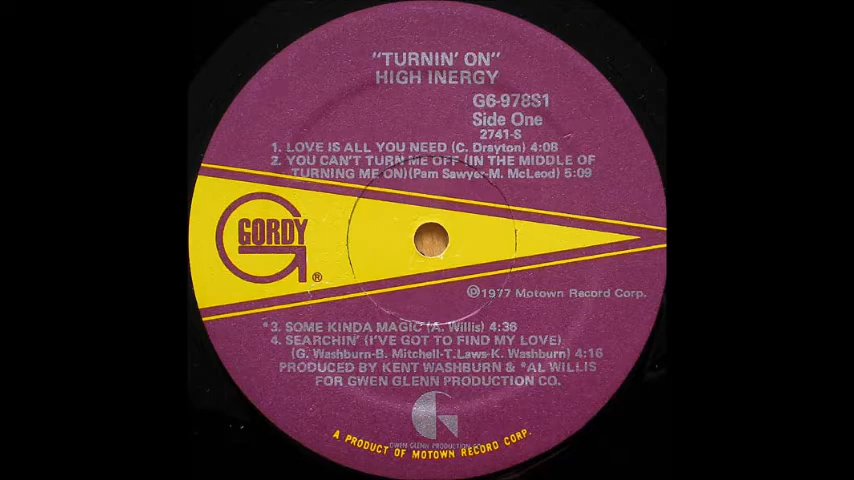 "TURNIN' ON"
HIGH INERGY
G6-978S1
Side One
2741-S
1. LOVE IS ALL YOU NEED (C. Drayton) 4:08
2. YOU CAN'T TURN ME OFF (IN THE MIDDLE OF
TURNING ME ON)(Pam Sawyer-M. McLeod) 5:09
GORDY
®
℗1977 Motown Record Corp.
*3. SOME KINDA MAGIC (A. Willis) 4:36
4. SEARCHIN' (I'VE GOT TO FIND MY LOVE)
(G. Washburn-B. Mitchell-T. Laws-K. Washburn) 4:16
PRODUCED BY KENT WASHBURN & *AL WILLIS
FOR GWEN GLENN PRODUCTION CO.
GWEN GLENN PRODUCTION CO.
A PRODUCT OF MOTOWN RECORD CORP.